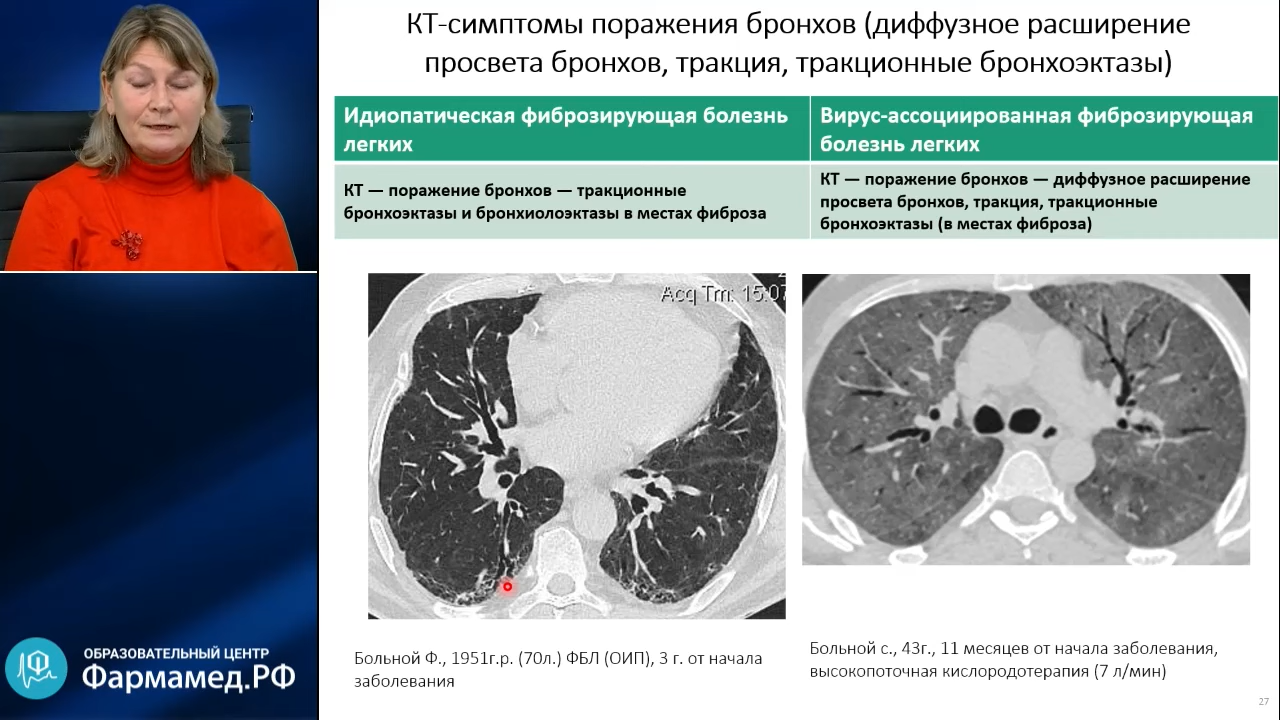 КТ-симптомы поражения бронхов (диффузное расширение
просвета бронхов, тракция, тракционные бронхоэктазы)
Идиопатическая фиброзирующая болезнь
легких
Вирус-ассоциированная фиброзирующая
болезнь легких
КТ — поражение бронхов — тракционные
бронхоэктазы и бронхиолоэктазы в местах фиброза
КТ — поражение бронхов — диффузное расширение
просвета бронхов, тракция, тракционные
бронхоэктазы (в местах фиброза)
Acq Tm: 15:07
Больной Ф., 1951г.р. (70л.) ФБЛ (ОИП), 3 г. от начала
заболевания
Больной с., 43г., 11 месяцев от начала заболевания,
высокопоточная кислородотерапия (7 л/мин)
ОБРАЗОВАТЕЛЬНЫЙ ЦЕНТР
Фармамед.РФ
27